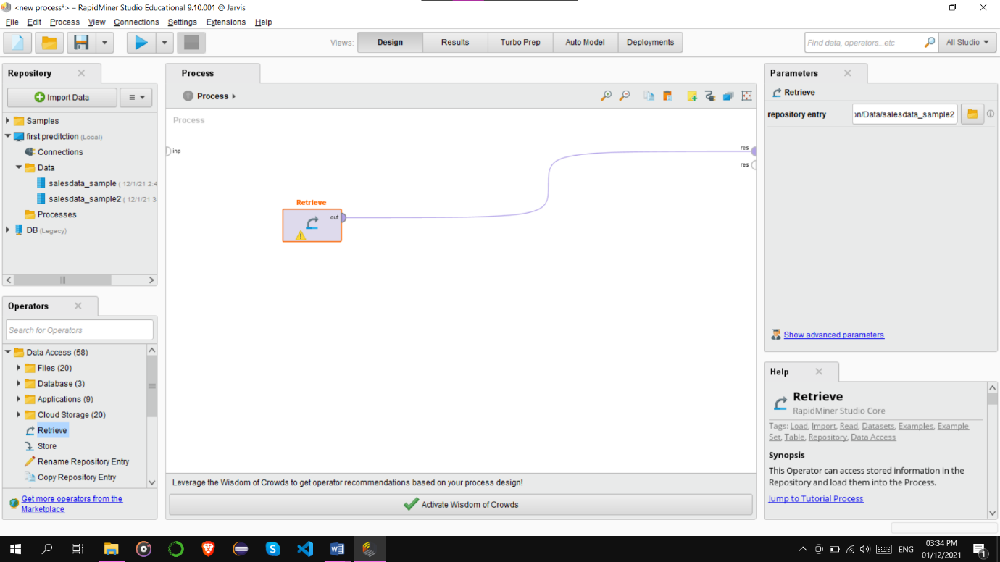 <new process*> – RapidMiner Studio Educational 9.10.001 @ Jarvis
File Edit Process View Connections Settings Extensions Help
Views: Design Results Turbo Prep Auto Model Deployments
Find data, operators...etc
All Studio
Repository
Import Data
Samples
first preditction (Local)
Connections
Data
salesdata_sample ( 12/1/21 2:4
salesdata_sample2 ( 12/1/21 3
Processes
DB (Legacy)
Operators
Search for Operators
Data Access (58)
Files (20)
Database (3)
Applications (9)
Cloud Storage (20)
Retrieve
Store
Rename Repository Entry
Copy Repository Entry
Get more operators from the
Marketplace
Process
Process
Process
inp
res
res
Retrieve
out
Leverage the Wisdom of Crowds to get operator recommendations based on your process design!
Activate Wisdom of Crowds
Parameters
Retrieve
repository entry
on/Data/salesdata_sample2
Show advanced parameters
Help
Retrieve
RapidMiner Studio Core
Tags: Load, Import, Read, Datasets, Examples, Example
Set, Table, Repository, Data Access
Synopsis
This Operator can access stored information in the
Repository and load them into the Process.
Jump to Tutorial Process
ENG
03:34 PM
01/12/2021
1